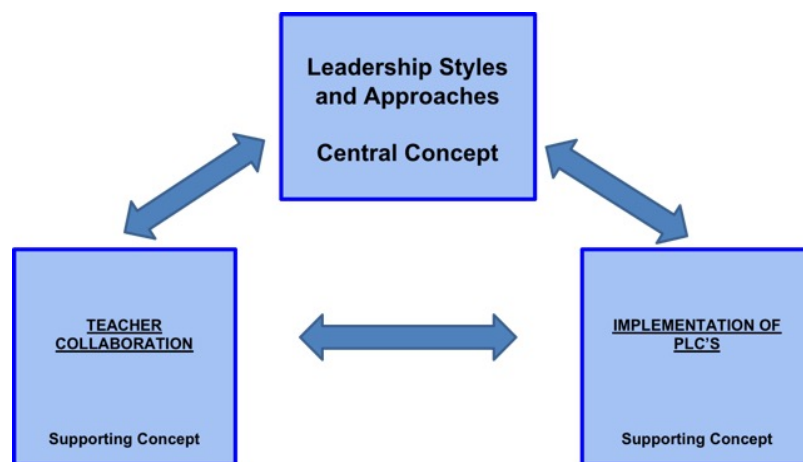 Leadership Styles
and Approaches
Central Concept
TEACHER
COLLABORATION
Supporting Concept
IMPLEMENTATION OF
PLC'S
Supporting Concept